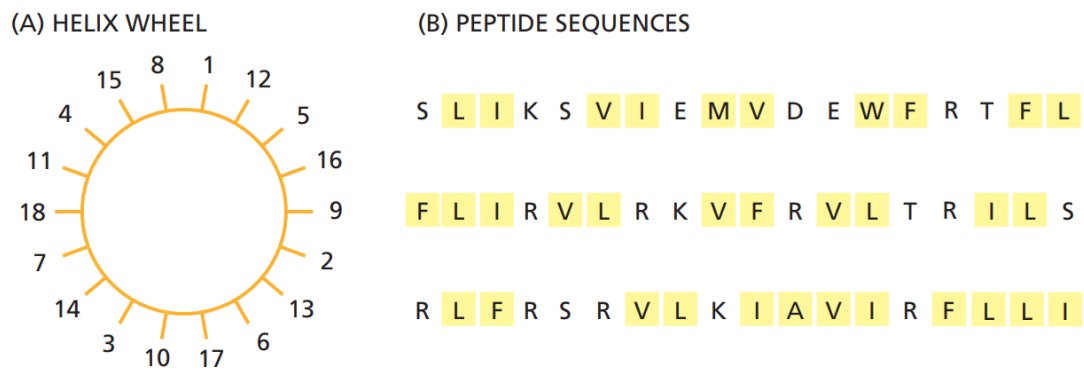 (A) HELIX WHEEL
(B) PEPTIDE SEQUENCES
8 1
15 12
4 5
11 16
18 9
7 2
14 13
3 6
10 17
S L I K S V I E M V D E W F R T F L
F L I R V L R K V F R V L T R I L S
R L F R S R V L K I A V I R F L L I